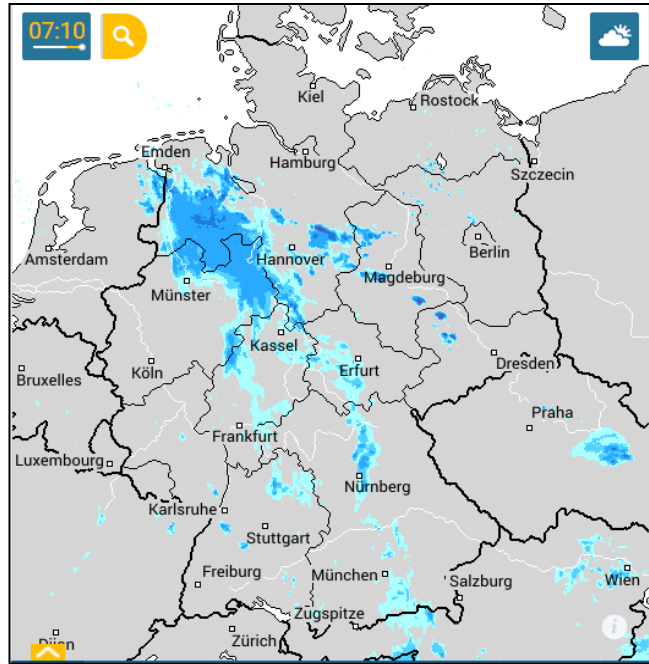 07:10
Kiel
Rostock
Emden
Hamburg
Szczecin
Amsterdam
Hannover
Berlin
Magdeburg
Münster
Kassel
Köln
Erfurt
Dresden
Bruxelles
Praha
Frankfurt
Luxembourg
Nürnberg
Karlsruhe
Stuttgart
Freiburg
München
Salzburg
Wien
Zugspitze
i
Dijon
Zürich